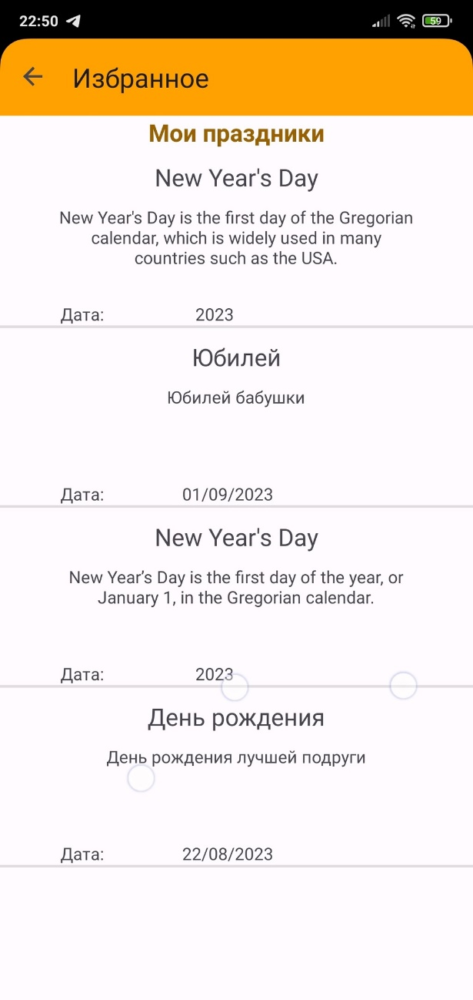 22:50
59
Избранное
Мои праздники
New Year's Day
New Year's Day is the first day of the Gregorian
calendar, which is widely used in many
countries such as the USA.
Дата: 2023
Юбилей
Юбилей бабушки
Дата: 01/09/2023
New Year's Day
New Year’s Day is the first day of the year, or
January 1, in the Gregorian calendar.
Дата: 2023
День рождения
День рождения лучшей подруги
Дата: 22/08/2023